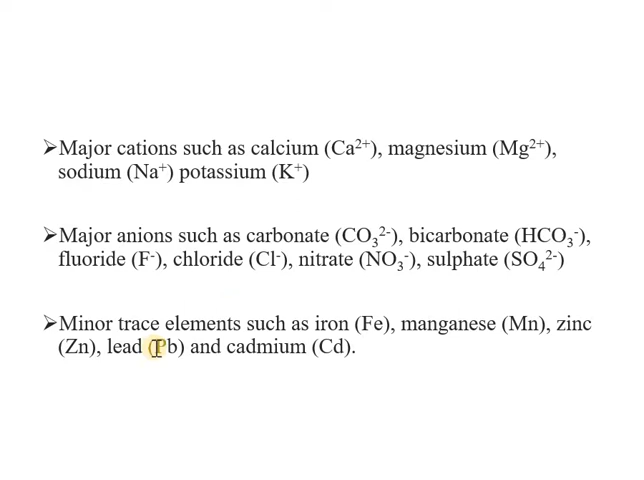 ➢Major cations such as calcium (Ca²⁺), magnesium (Mg²⁺),
sodium (Na⁺) potassium (K⁺)
➢Major anions such as carbonate (CO₃²⁻), bicarbonate (HCO₃⁻),
fluoride (F⁻), chloride (Cl⁻), nitrate (NO₃⁻), sulphate (SO₄²⁻)
➢Minor trace elements such as iron (Fe), manganese (Mn), zinc
(Zn), lead (Pb) and cadmium (Cd).